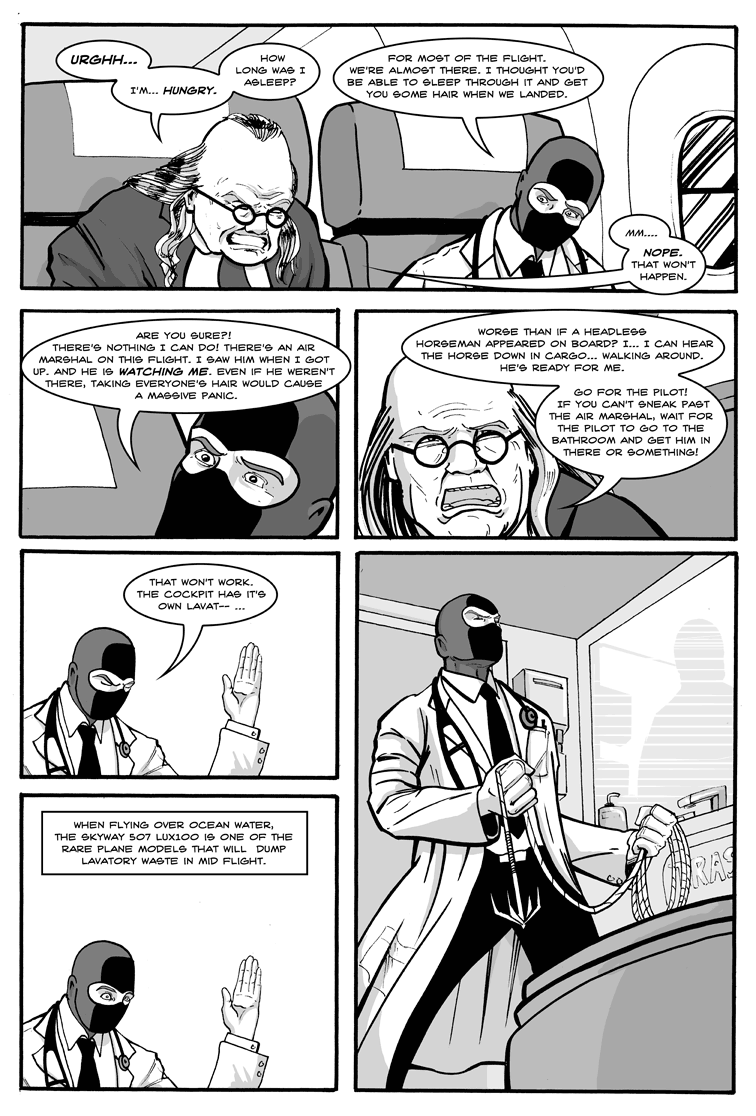 URGHH...
I'M... HUNGRY.
HOW
LONG WAS I
ASLEEP?
FOR MOST OF THE FLIGHT.
WE'RE ALMOST THERE. I THOUGHT YOU'D
BE ABLE TO SLEEP THROUGH IT AND GET
YOU SOME HAIR WHEN WE LANDED.
MM....
NOPE.
THAT WON'T
HAPPEN.
ARE YOU SURE?!
THERE'S NOTHING I CAN DO! THERE'S AN AIR
MARSHAL ON THIS FLIGHT. I SAW HIM WHEN I GOT
UP. AND HE IS WATCHING ME. EVEN IF HE WEREN'T
THERE, TAKING EVERYONE'S HAIR WOULD CAUSE
A MASSIVE PANIC.
WORSE THAN IF A HEADLESS
HORSEMAN APPEARED ON BOARD? I... I CAN HEAR
THE HORSE DOWN IN CARGO... WALKING AROUND.
HE'S READY FOR ME.
GO FOR THE PILOT!
IF YOU CAN'T SNEAK PAST
THE AIR MARSHAL, WAIT FOR
THE PILOT TO GO TO THE
BATHROOM AND GET HIM IN
THERE OR SOMETHING!
THAT WON'T WORK.
THE COCKPIT HAS IT'S
OWN LAVAT-- ...
WHEN FLYING OVER OCEAN WATER,
THE SKYWAY 507 LUX100 IS ONE OF THE
RARE PLANE MODELS THAT WILL DUMP
LAVATORY WASTE IN MID FLIGHT.
RAS